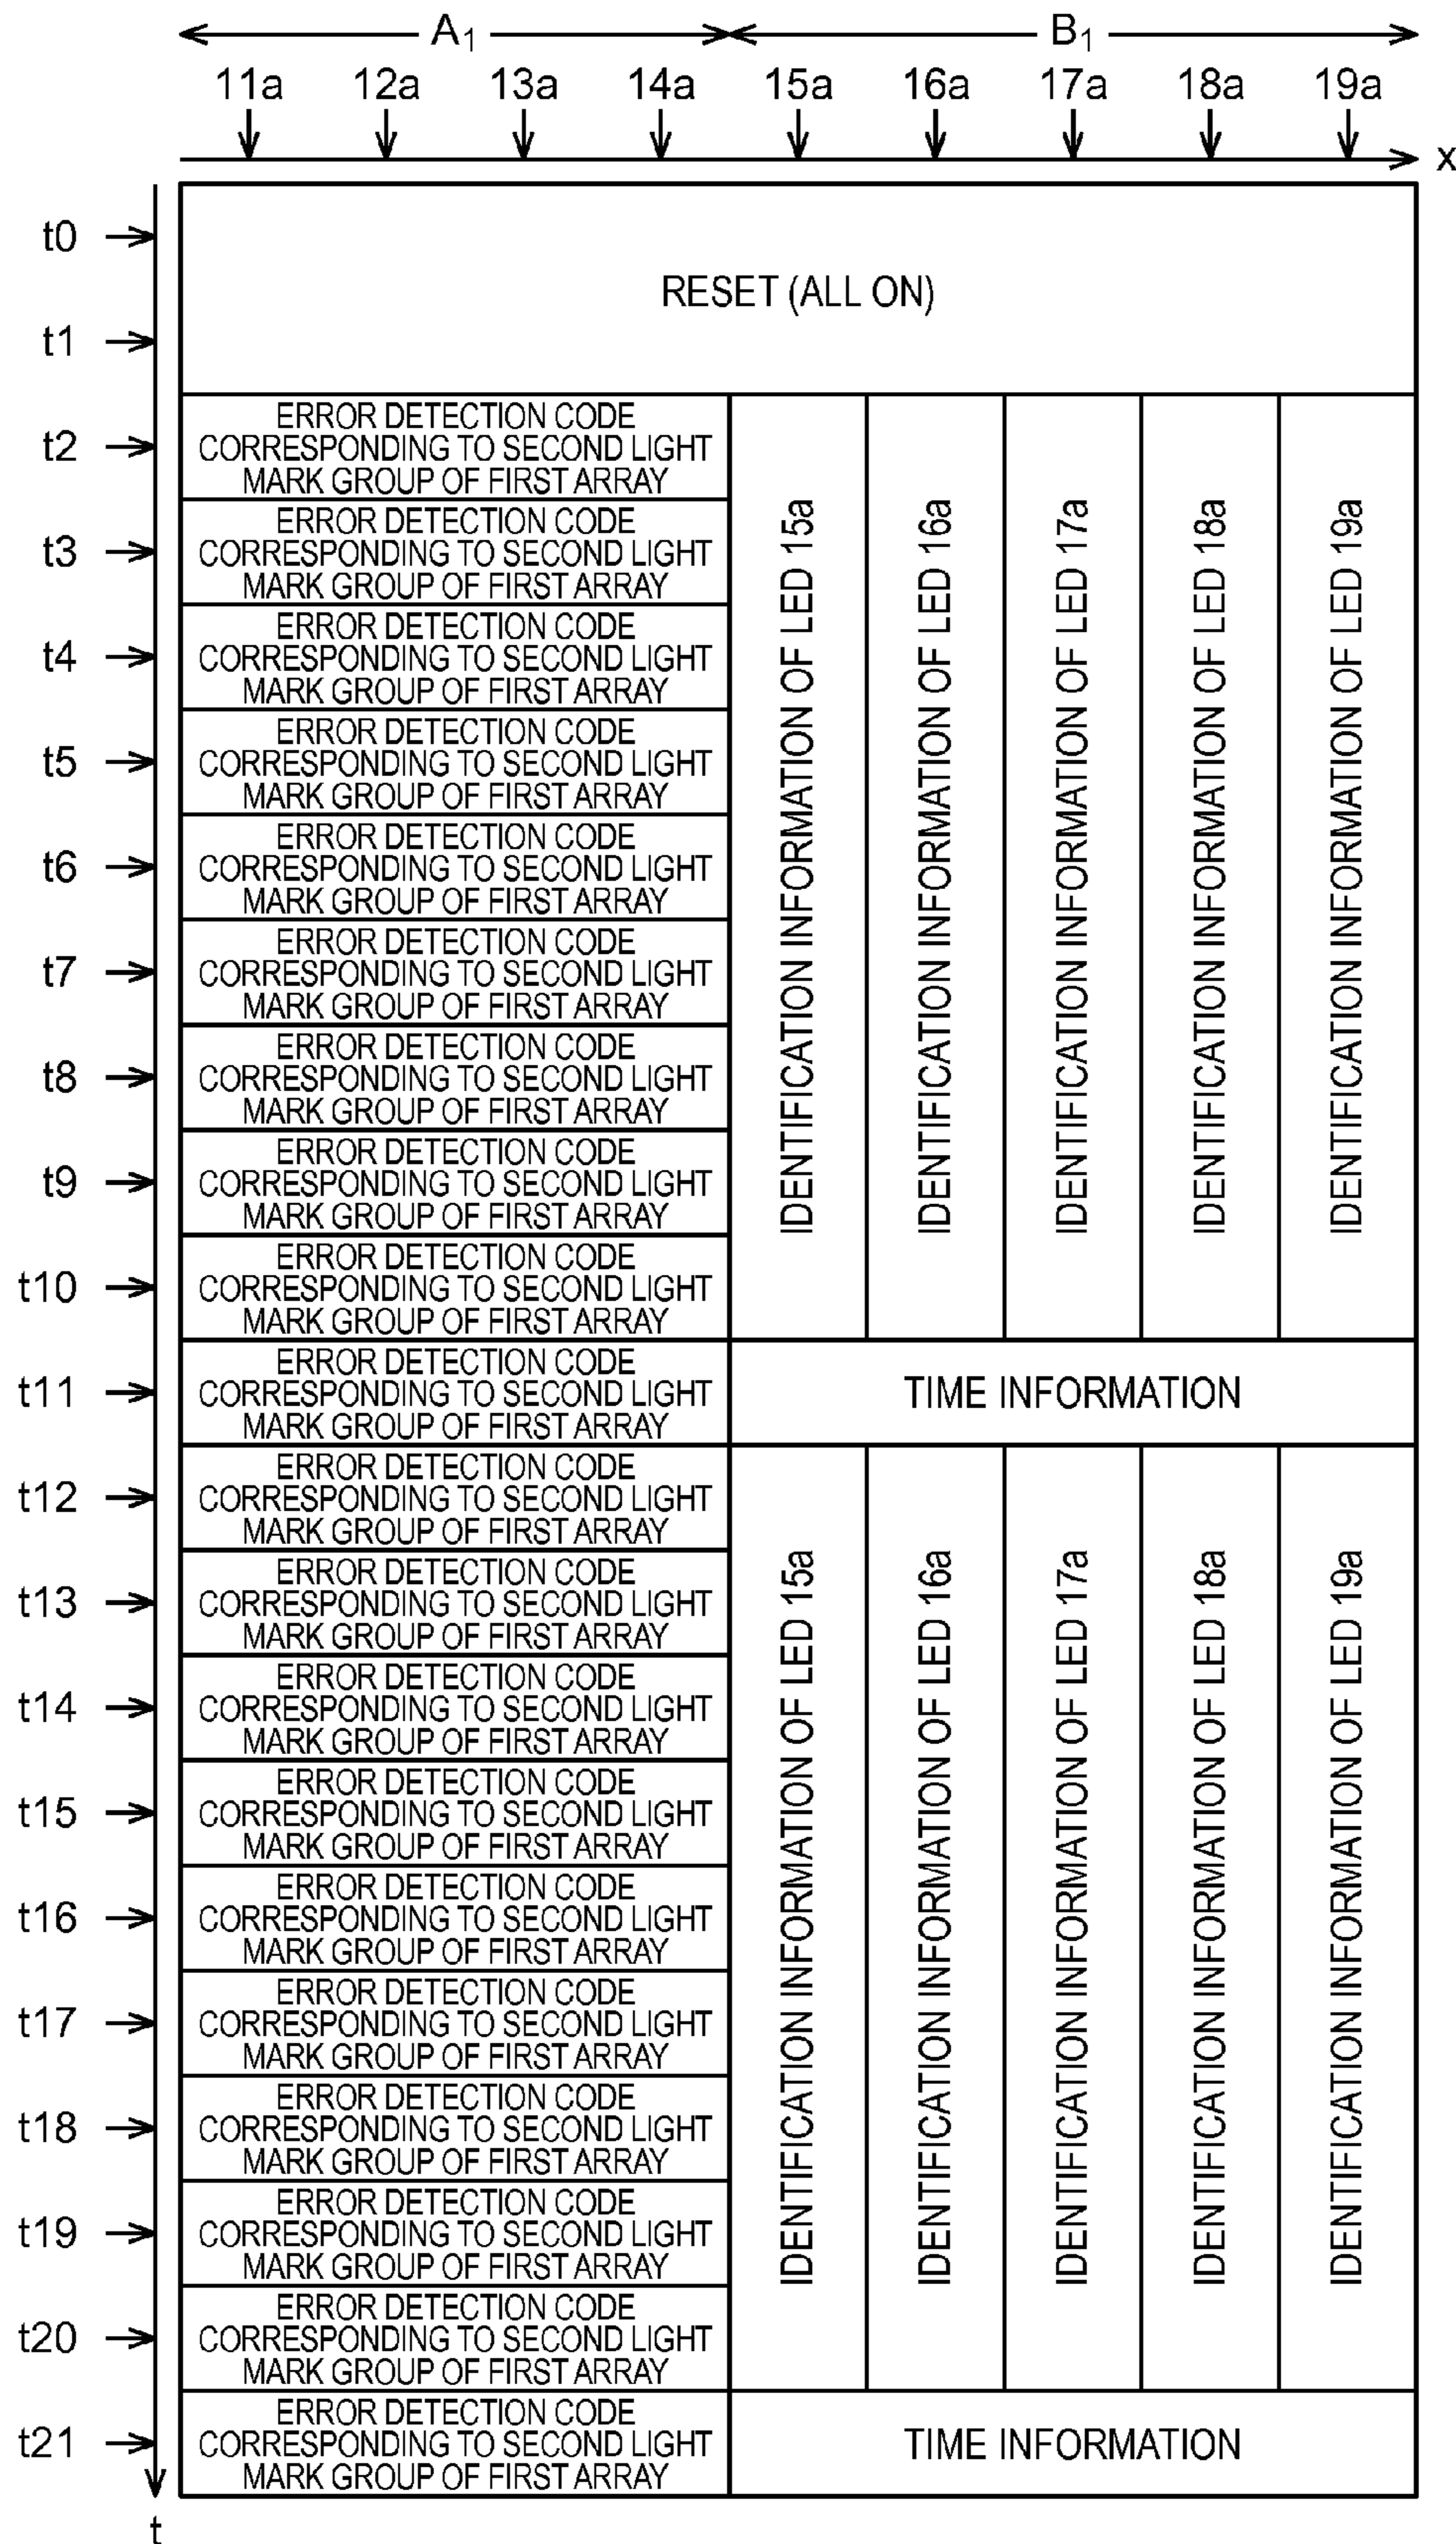 A1 B1
11a 12a 13a 14a 15a 16a 17a 18a 19a
x
t0
RESET (ALL ON)
t1
t2
ERROR DETECTION CODE
CORRESPONDING TO SECOND LIGHT
MARK GROUP OF FIRST ARRAY
t3
ERROR DETECTION CODE
CORRESPONDING TO SECOND LIGHT
MARK GROUP OF FIRST ARRAY
t4
ERROR DETECTION CODE
CORRESPONDING TO SECOND LIGHT
MARK GROUP OF FIRST ARRAY
t5
ERROR DETECTION CODE
CORRESPONDING TO SECOND LIGHT
MARK GROUP OF FIRST ARRAY
t6
ERROR DETECTION CODE
CORRESPONDING TO SECOND LIGHT
MARK GROUP OF FIRST ARRAY
t7
ERROR DETECTION CODE
CORRESPONDING TO SECOND LIGHT
MARK GROUP OF FIRST ARRAY
t8
ERROR DETECTION CODE
CORRESPONDING TO SECOND LIGHT
MARK GROUP OF FIRST ARRAY
t9
ERROR DETECTION CODE
CORRESPONDING TO SECOND LIGHT
MARK GROUP OF FIRST ARRAY
t10
ERROR DETECTION CODE
CORRESPONDING TO SECOND LIGHT
MARK GROUP OF FIRST ARRAY
IDENTIFICATION INFORMATION OF LED 15a
IDENTIFICATION INFORMATION OF LED 16a
IDENTIFICATION INFORMATION OF LED 17a
IDENTIFICATION INFORMATION OF LED 18a
IDENTIFICATION INFORMATION OF LED 19a
t11
ERROR DETECTION CODE
CORRESPONDING TO SECOND LIGHT
MARK GROUP OF FIRST ARRAY
TIME INFORMATION
t12
ERROR DETECTION CODE
CORRESPONDING TO SECOND LIGHT
MARK GROUP OF FIRST ARRAY
t13
ERROR DETECTION CODE
CORRESPONDING TO SECOND LIGHT
MARK GROUP OF FIRST ARRAY
t14
ERROR DETECTION CODE
CORRESPONDING TO SECOND LIGHT
MARK GROUP OF FIRST ARRAY
t15
ERROR DETECTION CODE
CORRESPONDING TO SECOND LIGHT
MARK GROUP OF FIRST ARRAY
t16
ERROR DETECTION CODE
CORRESPONDING TO SECOND LIGHT
MARK GROUP OF FIRST ARRAY
t17
ERROR DETECTION CODE
CORRESPONDING TO SECOND LIGHT
MARK GROUP OF FIRST ARRAY
t18
ERROR DETECTION CODE
CORRESPONDING TO SECOND LIGHT
MARK GROUP OF FIRST ARRAY
t19
ERROR DETECTION CODE
CORRESPONDING TO SECOND LIGHT
MARK GROUP OF FIRST ARRAY
t20
ERROR DETECTION CODE
CORRESPONDING TO SECOND LIGHT
MARK GROUP OF FIRST ARRAY
IDENTIFICATION INFORMATION OF LED 15a
IDENTIFICATION INFORMATION OF LED 16a
IDENTIFICATION INFORMATION OF LED 17a
IDENTIFICATION INFORMATION OF LED 18a
IDENTIFICATION INFORMATION OF LED 19a
t21
ERROR DETECTION CODE
CORRESPONDING TO SECOND LIGHT
MARK GROUP OF FIRST ARRAY
TIME INFORMATION
t